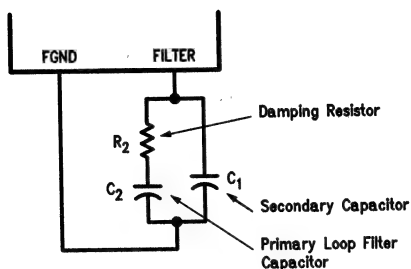 FGND FILTER
Damping Resistor
R2
C2
C1
Secondary Capacitor
Primary Loop Filter
Capacitor